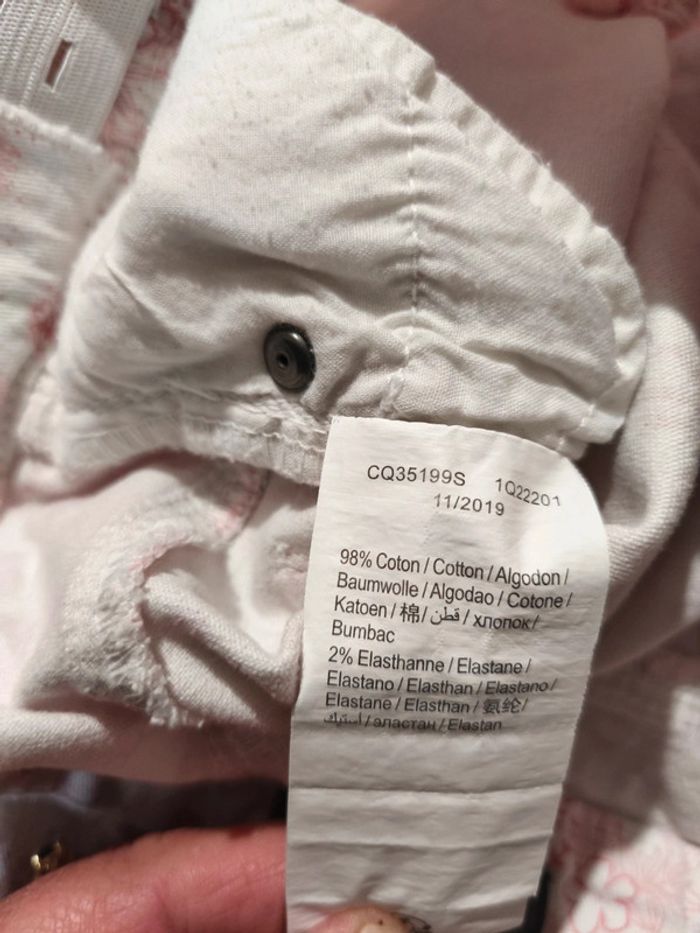 CQ35199S 1Q22201
11/2019
98% Coton / Cotton / Algodon /
Baumwolle / Algodao / Cotone /
Katoen / 棉 / قطن / хлопок /
Bumbac
2% Elasthanne / Elastane /
Elastano / Elasthan / Elastano /
Elastane / Elasthan / 氨纶 /
أستيك / эластан / Elastan